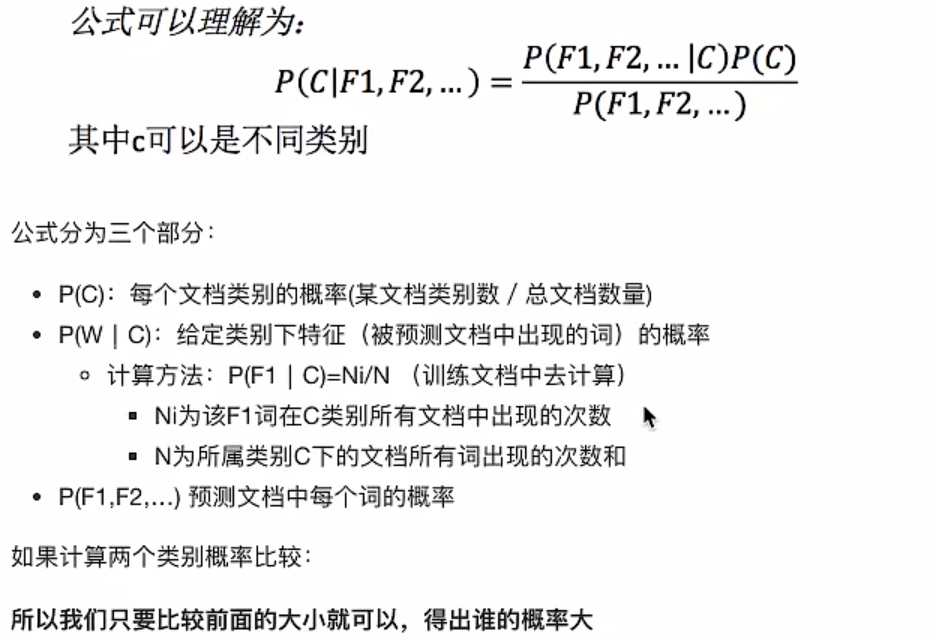 公式可以理解为：
P(C|F1,F2,…) = P(F1,F2,… |C)P(C) / P(F1,F2,…)
其中c可以是不同类别
公式分为三个部分：
• P(C)：每个文档类别的概率(某文档类别数 / 总文档数量)
• P(W | C)：给定类别下特征（被预测文档中出现的词）的概率
◦ 计算方法：P(F1 | C)=Ni/N （训练文档中去计算）
▪ Ni为该F1词在C类别所有文档中出现的次数
▪ N为所属类别C下的文档所有词出现的次数和
• P(F1,F2,…) 预测文档中每个词的概率
如果计算两个类别概率比较：
所以我们只要比较前面的大小就可以，得出谁的概率大